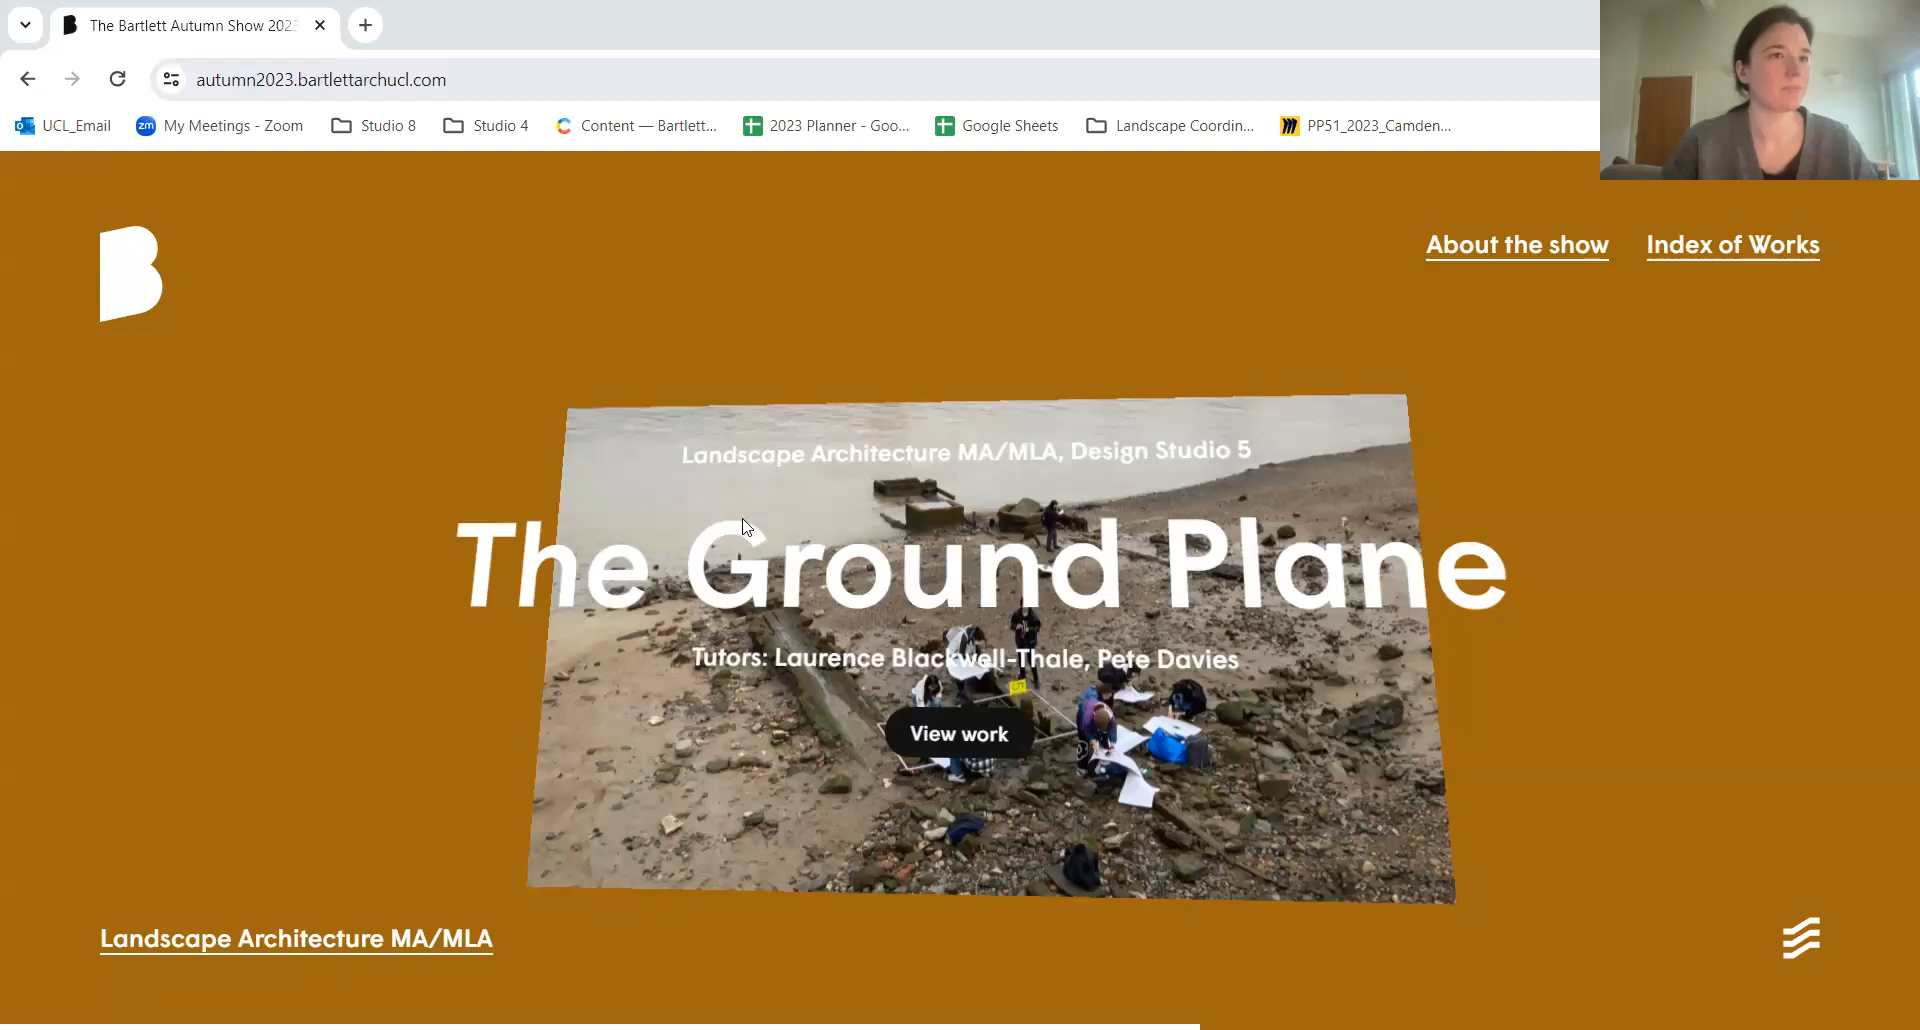 The Bartlett Autumn Show 2023
autumn2023.bartlettarchucl.com
UCL_Email
zm
My Meetings - Zoom
Studio 8
Studio 4
Content — Bartlett...
2023 Planner - Goo...
Google Sheets
Landscape Coordin...
PP51_2023_Camden...
B
About the show
Index of Works
Landscape Architecture MA/MLA, Design Studio 5
The Ground Plane
Tutors: Laurence Blackwell-Thale, Pete Davies
View work
Landscape Architecture MA/MLA